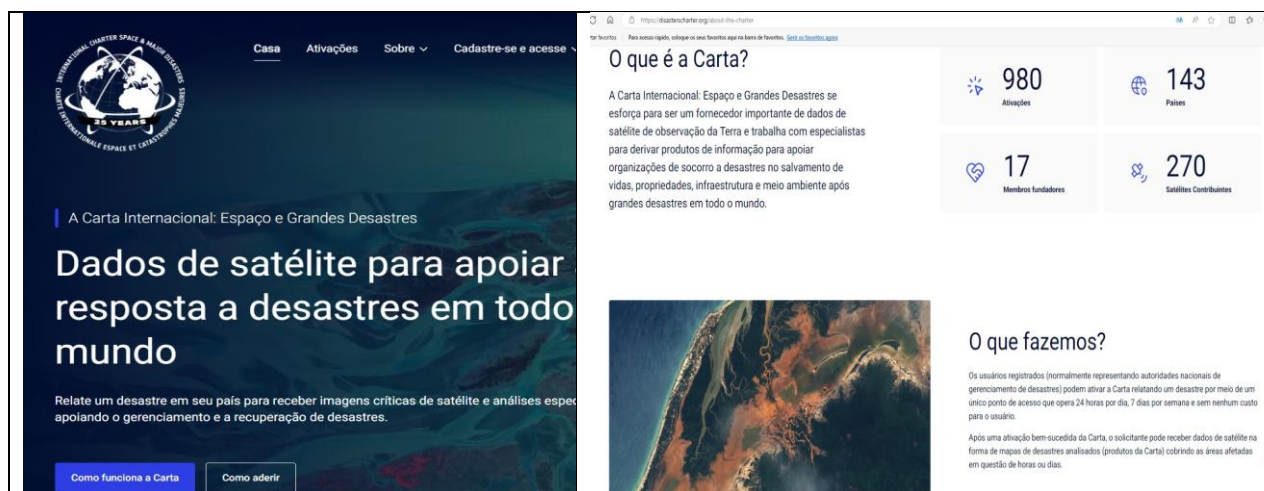 INTERNATIONAL CHARTER SPACE & MAJOR DISASTERS
CHARTE INTERNATIONALE ESPACE ET CATASTROPHES MAJEURES
25 YEARS
Casa Ativações Sobre Cadastre-se e acesse
A Carta Internacional: Espaço e Grandes Desastres
Dados de satélite para apoiar
resposta a desastres em todo
mundo
Relate um desastre em seu país para receber imagens críticas de satélite e análises espec
apoiando o gerenciamento e a recuperação de desastres.
Como funciona a Carta Como aderir
https://disasterscharter.org/about-the-charter
tar favoritos Para acesso rápido, coloque os seus favoritos aqui na barra de favoritos. Gerir os favoritos agora
O que é a Carta?
A Carta Internacional: Espaço e Grandes Desastres se
esforça para ser um fornecedor importante de dados de
satélite de observação da Terra e trabalha com especialistas
para derivar produtos de informação para apoiar
organizações de socorro a desastres no salvamento de
vidas, propriedades, infraestrutura e meio ambiente após
grandes desastres em todo o mundo.
980
Ativações
143
Países
17
Membros fundadores
270
Satélites Contribuintes
O que fazemos?
Os usuários registrados (normalmente representando autoridades nacionais de
gerenciamento de desastres) podem ativar a Carta relatando um desastre por meio de um
único ponto de acesso que opera 24 horas por dia, 7 dias por semana e sem nenhum custo
para o usuário.
Após uma ativação bem-sucedida da Carta, o solicitante pode receber dados de satélite na
forma de mapas de desastres analisados (produtos da Carta) cobrindo as áreas afetadas
em questão de horas ou dias.